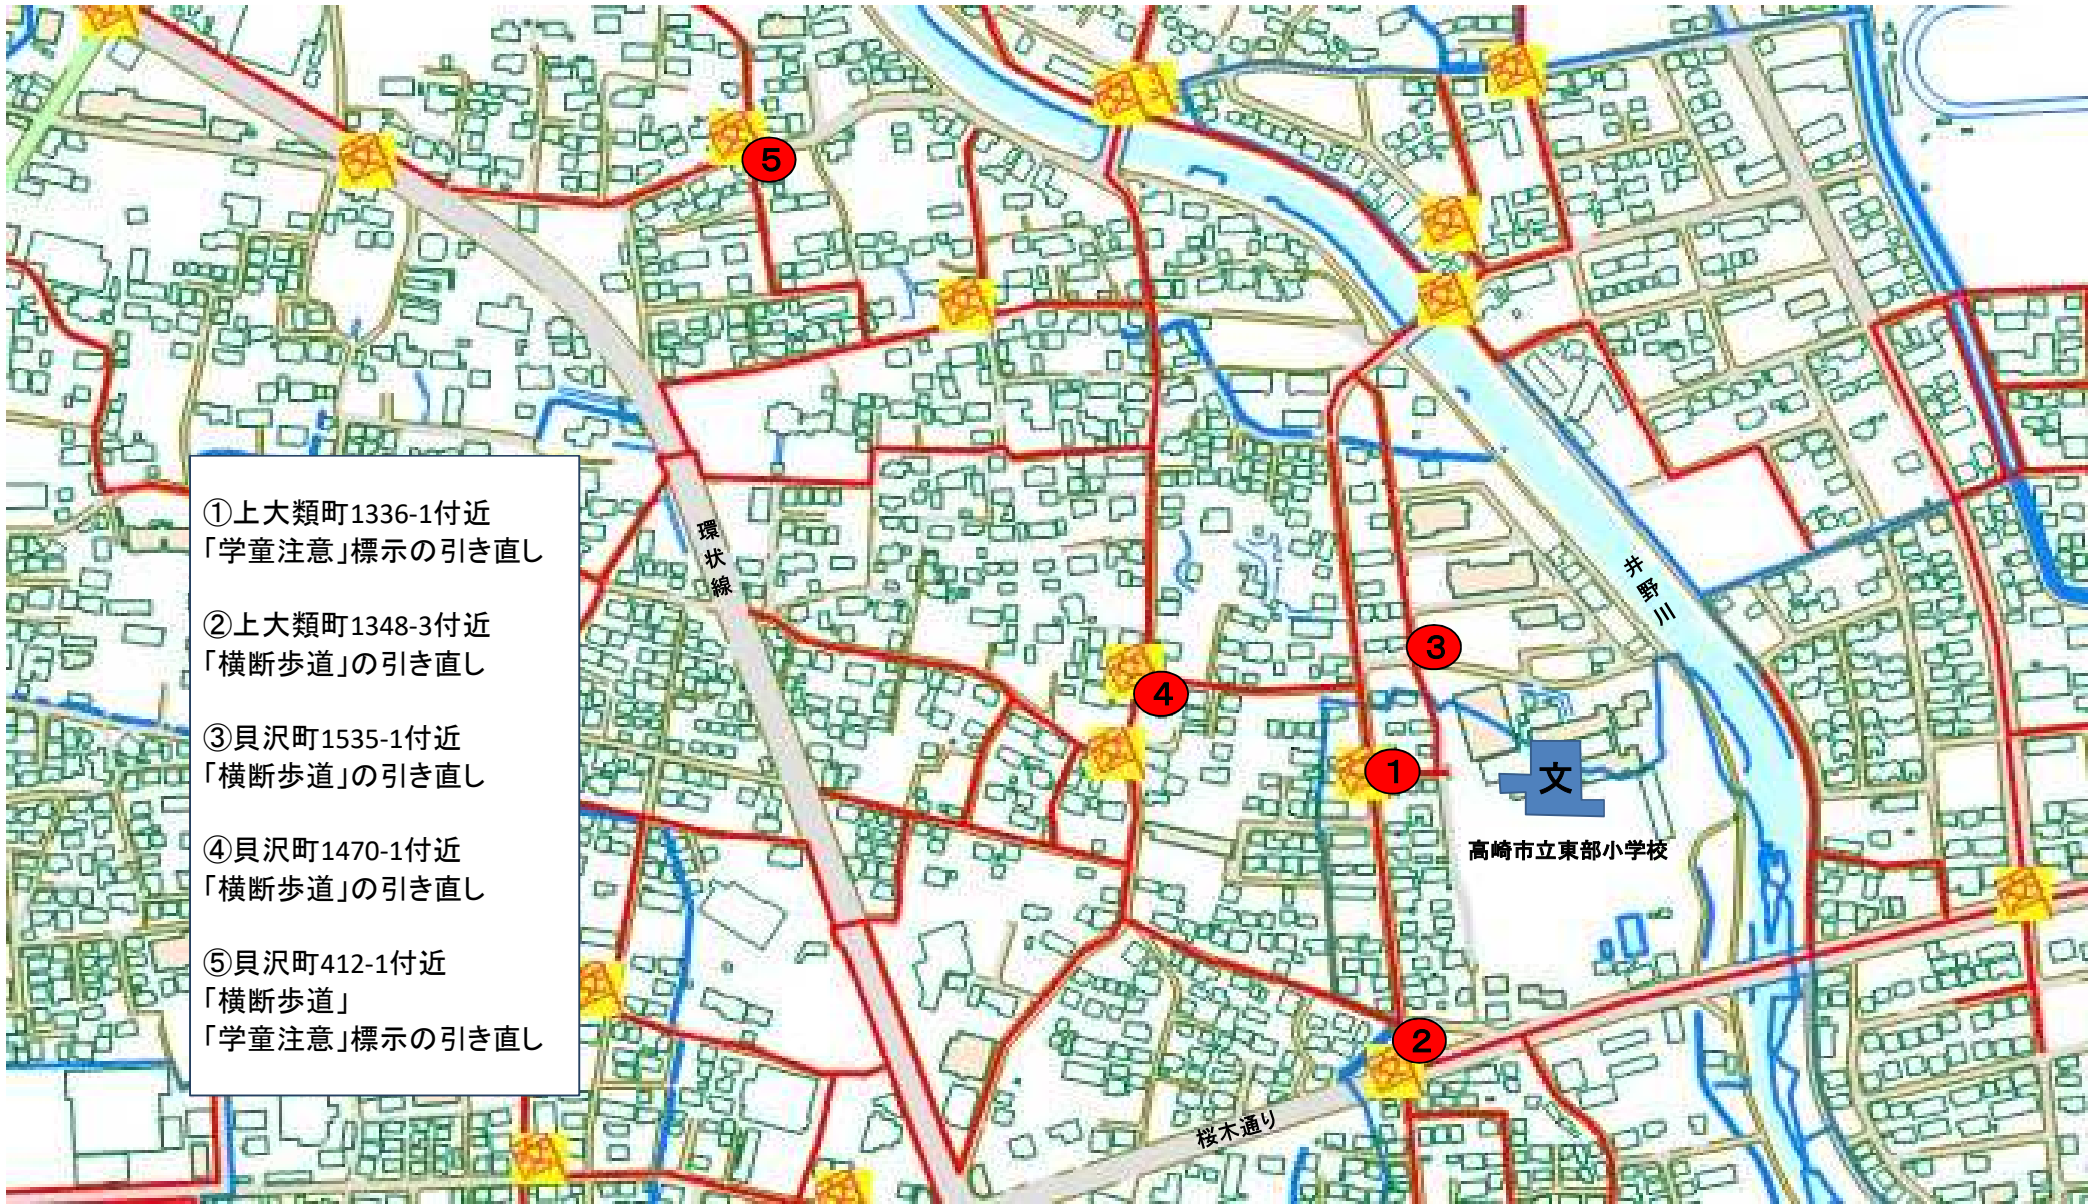 ⑤
環状線
井野川
①上大類町1336-1付近
「学童注意」標示の引き直し
②上大類町1348-3付近
「横断歩道」の引き直し
③貝沢町1535-1付近
「横断歩道」の引き直し
④貝沢町1470-1付近
「横断歩道」の引き直し
⑤貝沢町412-1付近
「横断歩道」
「学童注意」標示の引き直し
3
4
1
文
高崎市立東部小学校
2
桜木通り